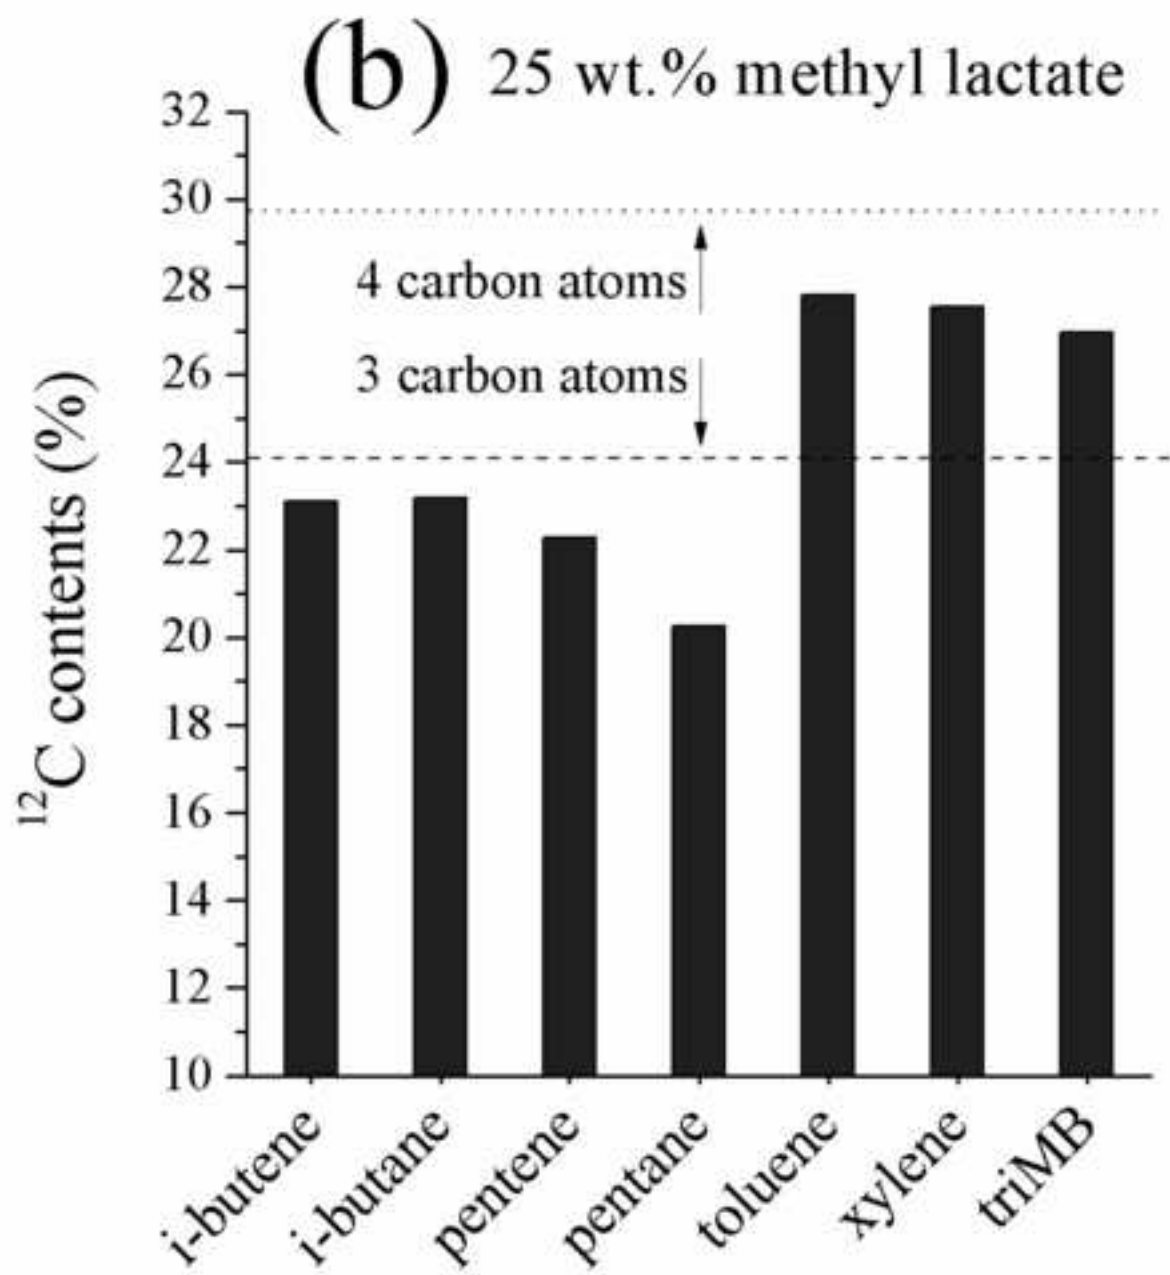 (b) 25 wt.% methyl lactate
32
30
28
26
24
22
20
18
16
14
12
10
4 carbon atoms
3 carbon atoms
¹²C contents (%)
i-butene
i-butane
pentene
pentane
toluene
xylene
triMB